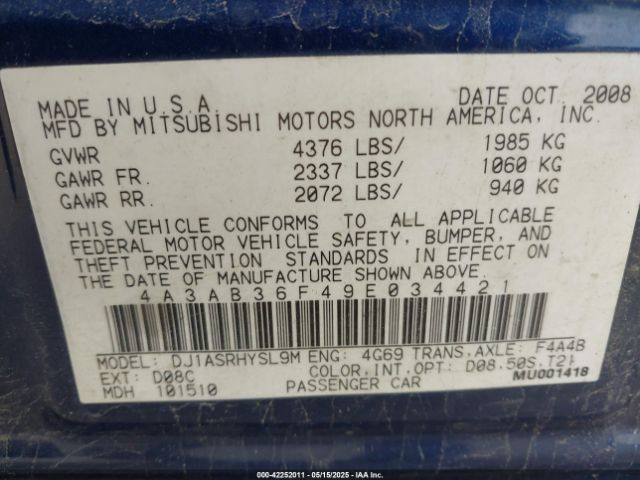 MADE IN U.S.A. DATE OCT. 2008
MFD BY MITSUBISHI MOTORS NORTH AMERICA, INC.
GVWR 4376 LBS/ 1985 KG
GAWR FR. 2337 LBS/ 1060 KG
GAWR RR. 2072 LBS/ 940 KG
THIS VEHICLE CONFORMS TO ALL APPLICABLE
FEDERAL MOTOR VEHICLE SAFETY, BUMPER, AND
THEFT PREVENTION STANDARDS IN EFFECT ON
THE DATE OF MANUFACTURE SHOWN ABOVE.
4A3AB36F49E034421
MODEL: DJ1ASRHYSL9M ENG: 4G69 TRANS.AXLE: F4A4B
EXT: D08C COLOR,INT.OPT: D08.50S.T21
MDH 101510 PASSENGER CAR MU001418
000-42252011 - 05/15/2025 - IAAI.com